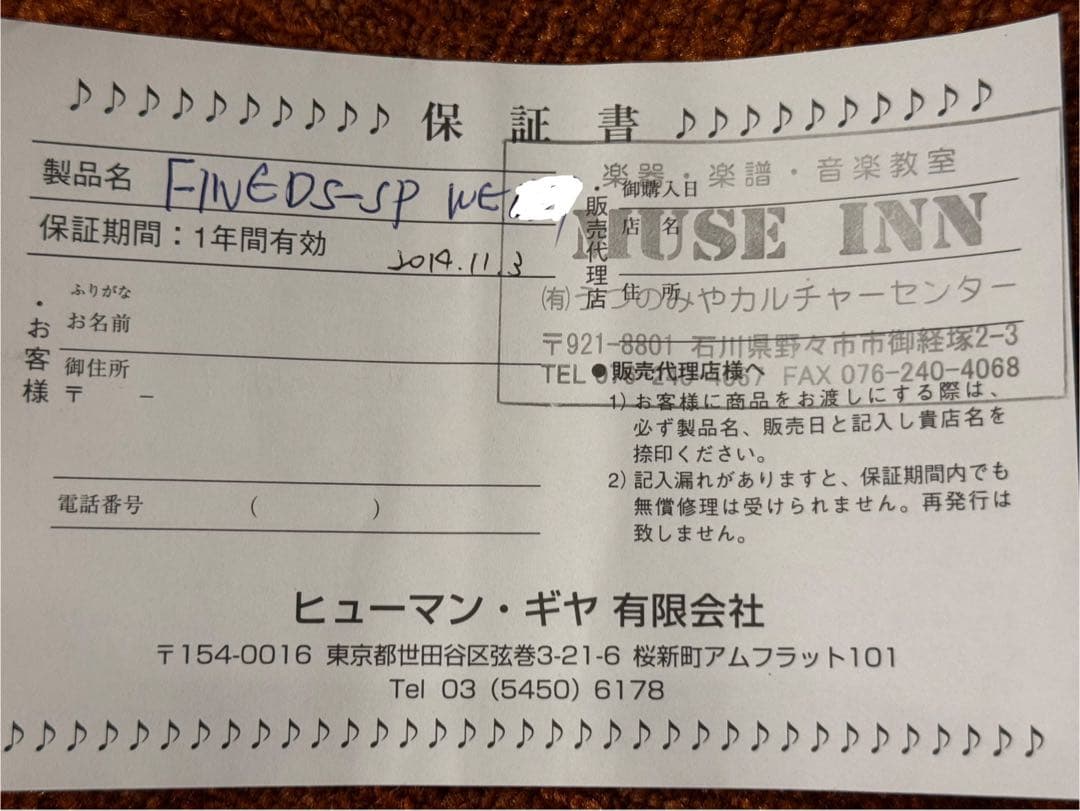 保証書
製品名 FINEDS-SP WE
保証期間：1年間有効
2014.11.3
・お客様
ふりがな
お名前
御住所
〒 －
電話番号 （ ）
・販売代理店
御購入日
店名
住所
楽器・楽譜・音楽教室
MUSE INN
㈲うつのみやカルチャーセンター
〒921-8801 石川県野々市市御経塚2-3
TEL 076-240-4067 FAX 076-240-4068
●販売代理店様へ
1) お客様に商品をお渡しにする際は、
必ず製品名、販売日と記入し貴店名を
捺印ください。
2) 記入漏れがありますと、保証期間内でも
無償修理は受けられません。再発行は
致しません。
ヒューマン・ギヤ 有限会社
〒154-0016 東京都世田谷区弦巻3-21-6 桜新町アムフラット101
Tel 03（5450）6178